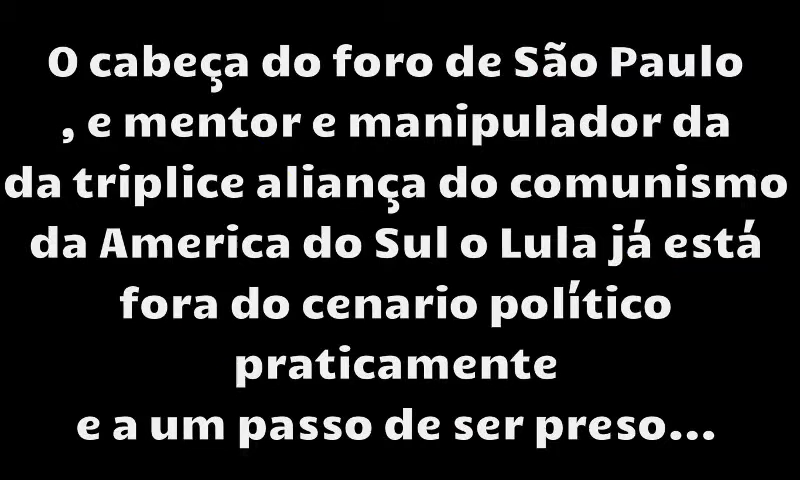 O cabeça do foro de São Paulo
, e mentor e manipulador da
da triplice aliança do comunismo
da America do Sul o Lula já está
fora do cenario político
praticamente
e a um passo de ser preso...